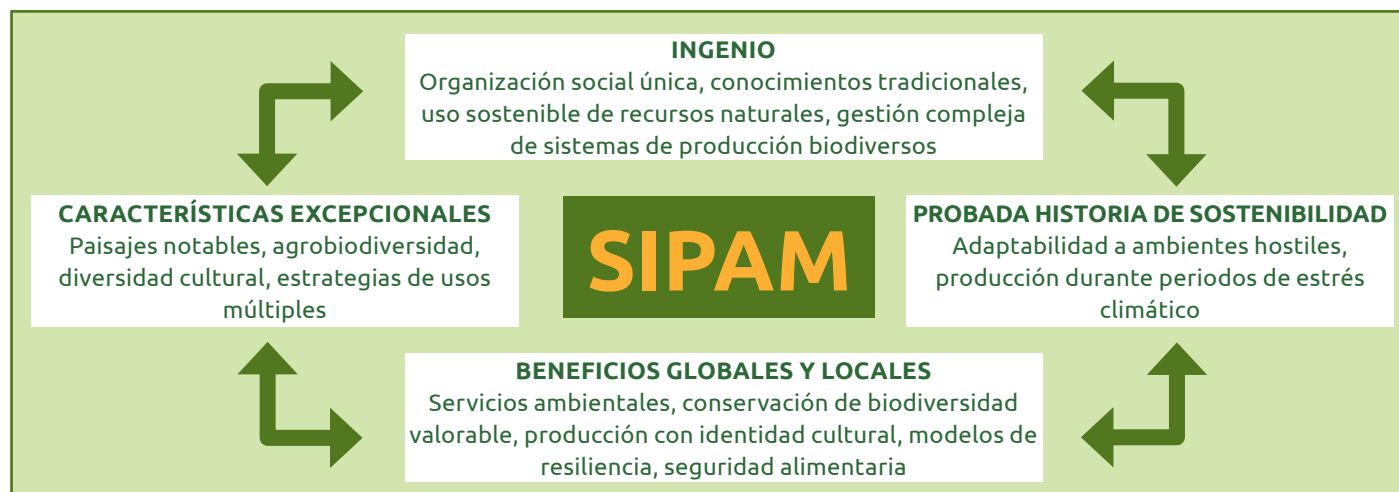 INGENIO
Organización social única, conocimientos tradicionales,
uso sostenible de recursos naturales, gestión compleja
de sistemas de producción biodiversos
CARACTERÍSTICAS EXCEPCIONALES
Paisajes notables, agrobiodiversidad,
diversidad cultural, estrategias de usos
múltiples
SIPAM
PROBADA HISTORIA DE SOSTENIBILIDAD
Adaptabilidad a ambientes hostiles,
producción durante periodos de estrés
climático
BENEFICIOS GLOBALES Y LOCALES
Servicios ambientales, conservación de biodiversidad
valorable, producción con identidad cultural, modelos de
resiliencia, seguridad alimentaria